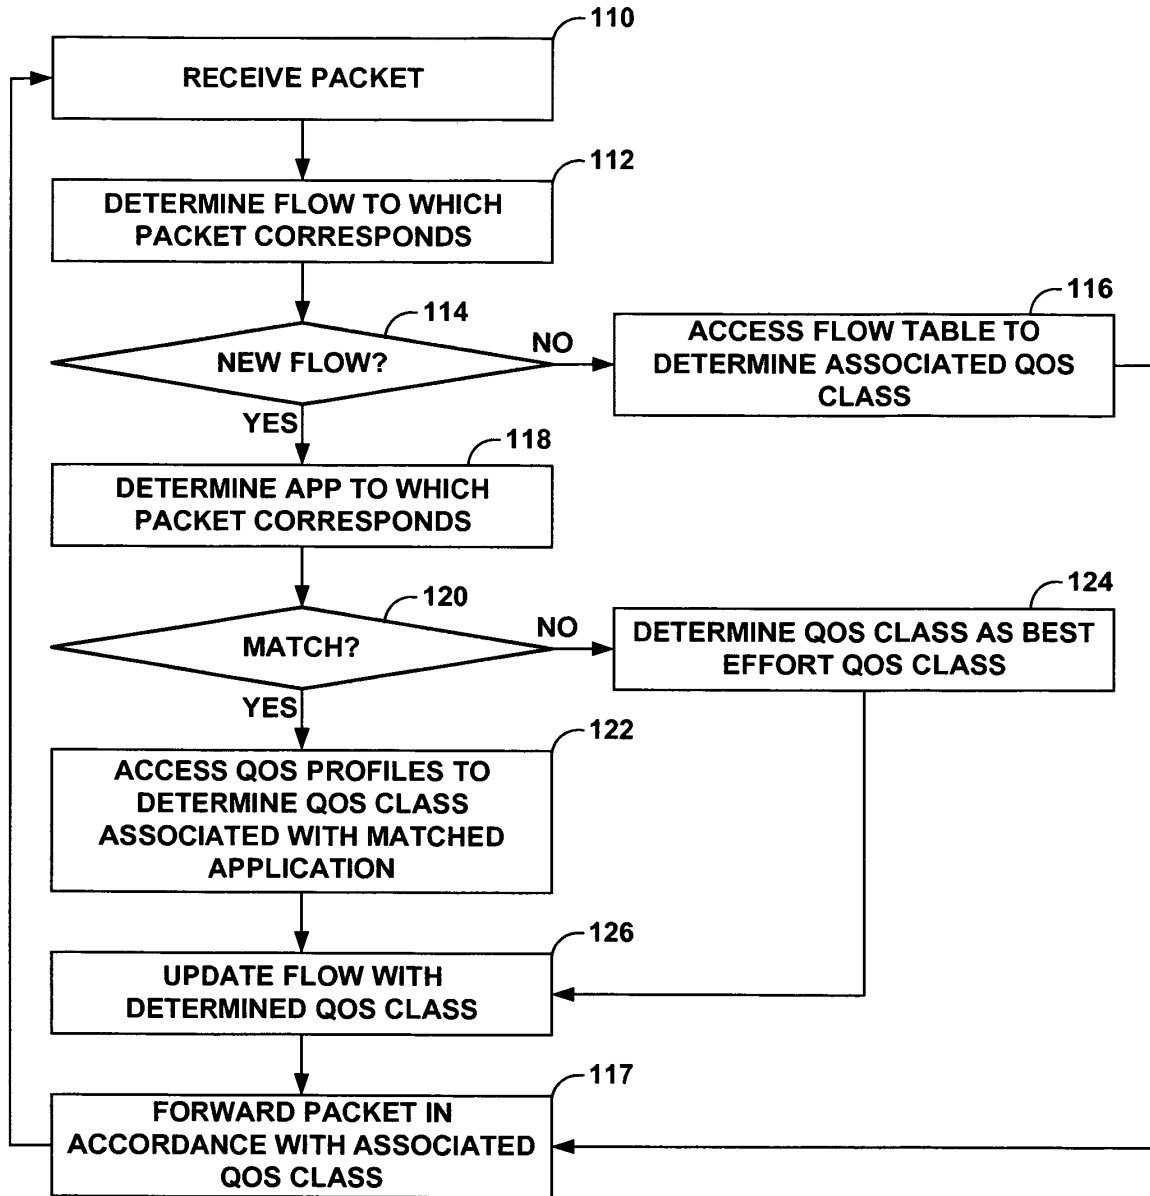 110
RECEIVE PACKET
112
DETERMINE FLOW TO WHICH
PACKET CORRESPONDS
114
NEW FLOW?
NO
116
ACCESS FLOW TABLE TO
DETERMINE ASSOCIATED QOS
CLASS
YES
118
DETERMINE APP TO WHICH
PACKET CORRESPONDS
120
MATCH?
NO
124
DETERMINE QOS CLASS AS BEST
EFFORT QOS CLASS
YES
122
ACCESS QOS PROFILES TO
DETERMINE QOS CLASS
ASSOCIATED WITH MATCHED
APPLICATION
126
UPDATE FLOW WITH
DETERMINED QOS CLASS
117
FORWARD PACKET IN
ACCORDANCE WITH ASSOCIATED
QOS CLASS